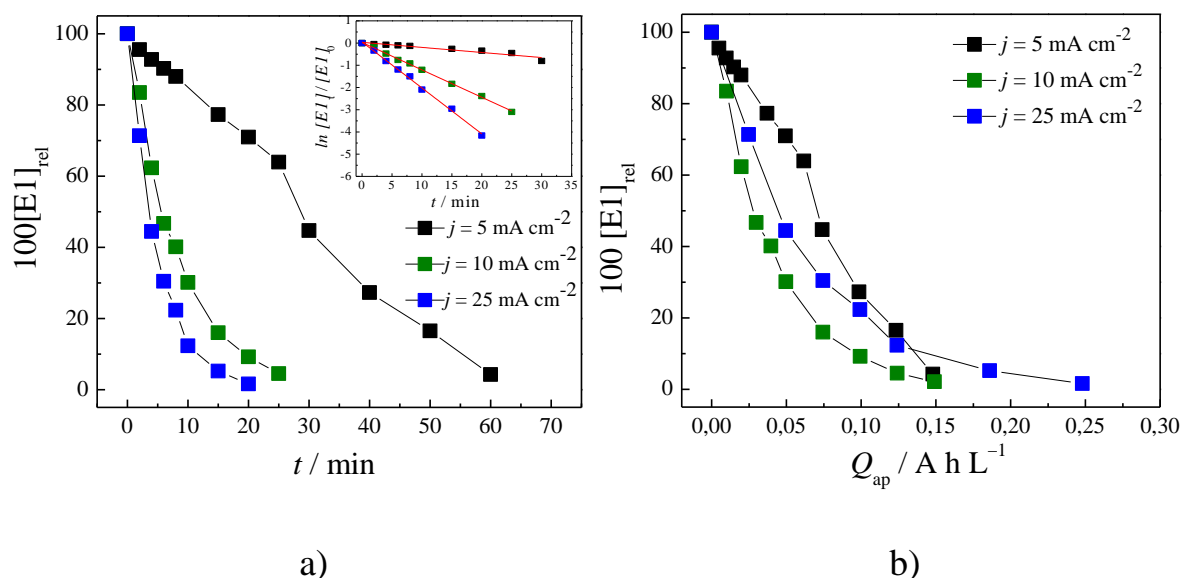 100[E1]rel
100
80
60
40
20
0
0 10 20 30 40 50 60 70
t / min
ln [E1]t / [E1]0
1
0
-1
-2
-3
-4
-5
-6
0 5 10 15 20 25 30 35
t / min
j = 5 mA cm⁻²
j = 10 mA cm⁻²
j = 25 mA cm⁻²
a)
100 [E1]rel
100
80
60
40
20
0
0,00 0,05 0,10 0,15 0,20 0,25 0,30
Qap / A h L⁻¹
j = 5 mA cm⁻²
j = 10 mA cm⁻²
j = 25 mA cm⁻²
b)